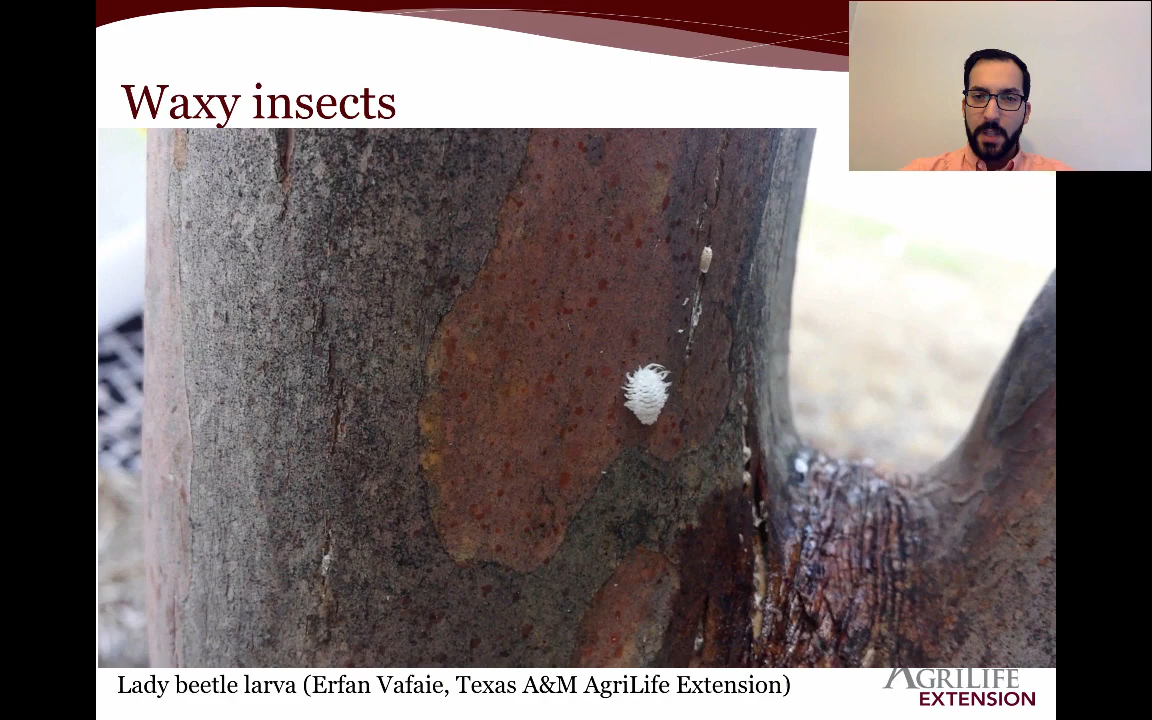 Waxy insects
Lady beetle larva (Erfan Vafaie, Texas A&M AgriLife Extension)
AGRILIFE
EXTENSION